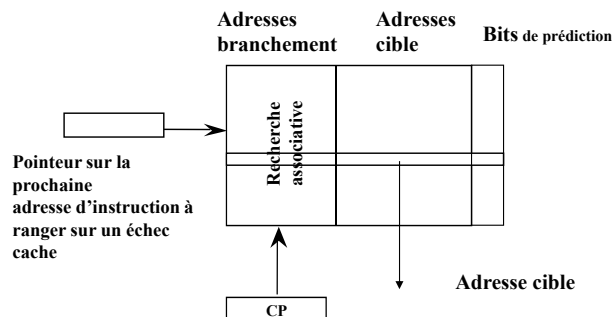 Adresses
branchement
Adresses
cible
Bits de prédiction
Recherche
associative
Pointeur sur la
prochaine
adresse d’instruction à
ranger sur un échec
cache
Adresse cible
CP